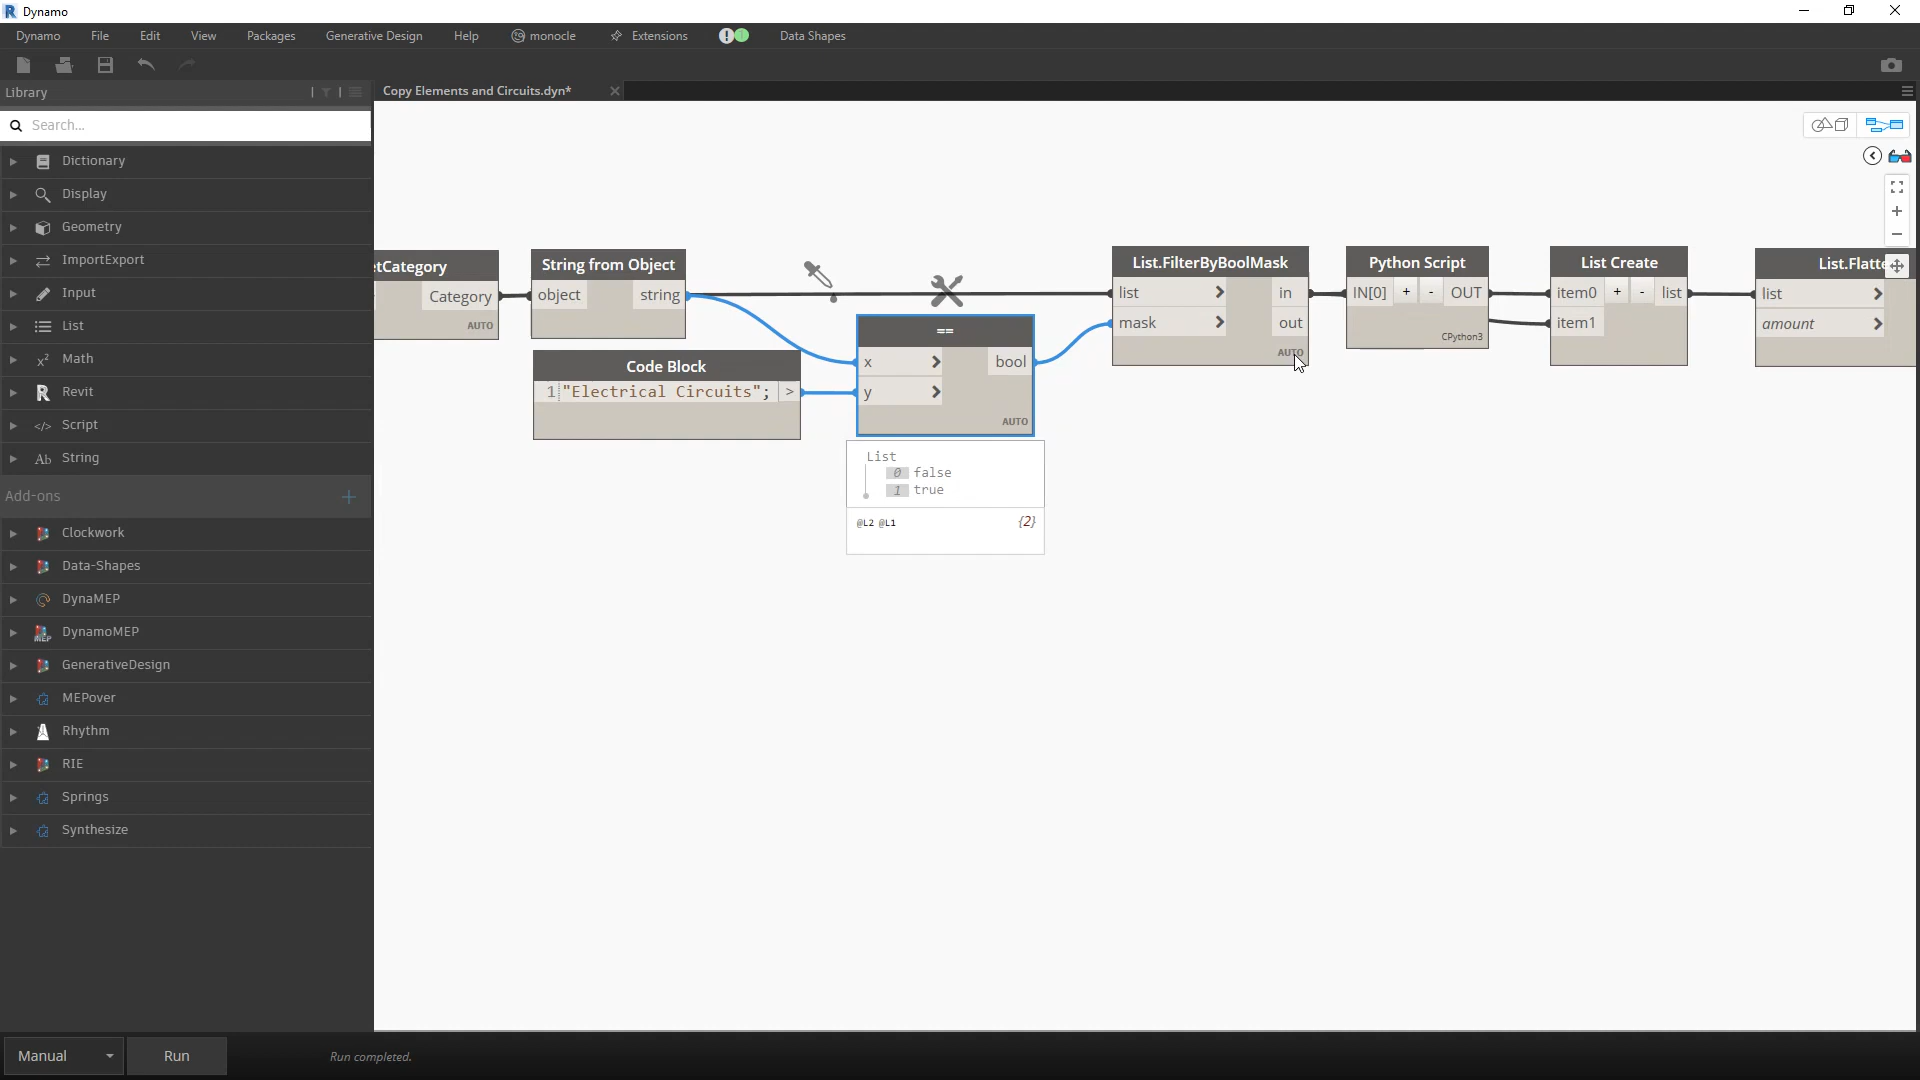 Dynamo
Dynamo File Edit View Packages Generative Design Help monocle Extensions Data Shapes
Library
Copy Elements and Circuits.dyn*
Search...
Dictionary
Display
Geometry
ImportExport
Input
List
Math
Revit
Script
String
Add-ons
Clockwork
Data-Shapes
DynaMEP
DynamoMEP
GenerativeDesign
MEPover
Rhythm
RIE
Springs
Synthesize
etCategory
Category
AUTO
String from Object
object string
Code Block
1 "Electrical Circuits"; >
==
x bool
y
AUTO
List
0 false
1 true
@L2 @L1 {2}
List.FilterByBoolMask
list > in
mask > out
AUTO
Python Script
IN[0] + - OUT
CPython3
List Create
item0 + - list
item1
List.Flatte
list >
amount >
Manual Run Run completed.